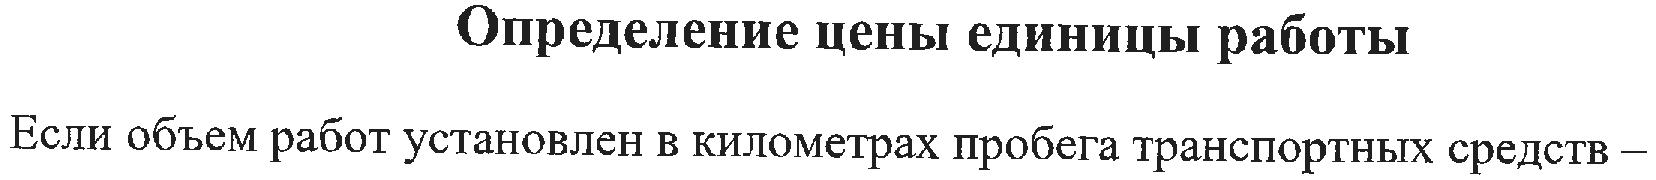 Определение цены единицы работы
Если объем работ установлен в километрах пробега транспортных средств –